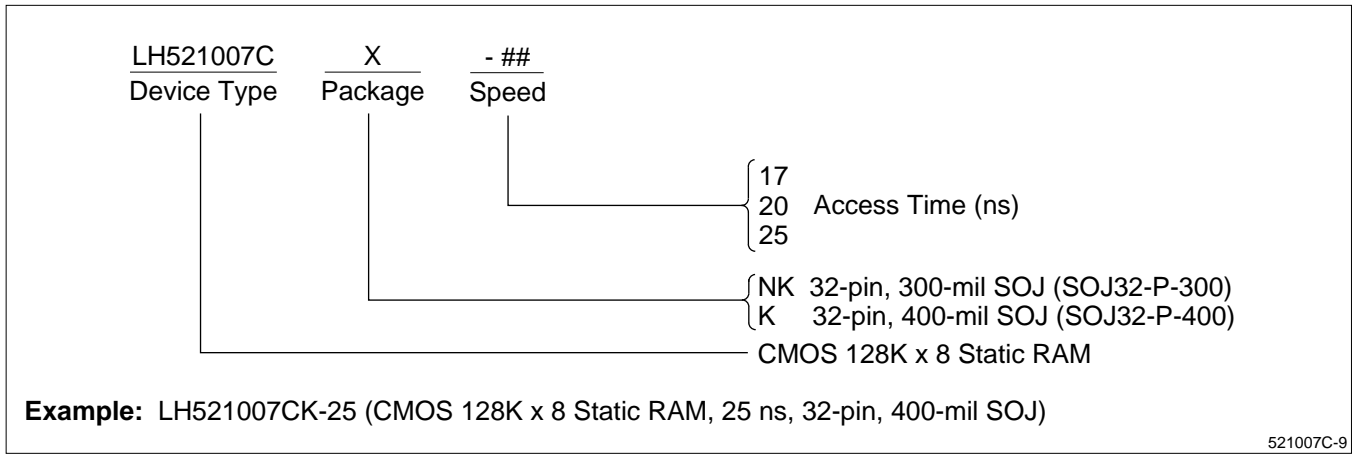 LH521007C X - ##
Device Type Package Speed
17
20 Access Time (ns)
25
NK 32-pin, 300-mil SOJ (SOJ32-P-300)
K 32-pin, 400-mil SOJ (SOJ32-P-400)
CMOS 128K x 8 Static RAM
Example: LH521007CK-25 (CMOS 128K x 8 Static RAM, 25 ns, 32-pin, 400-mil SOJ)
521007C-9